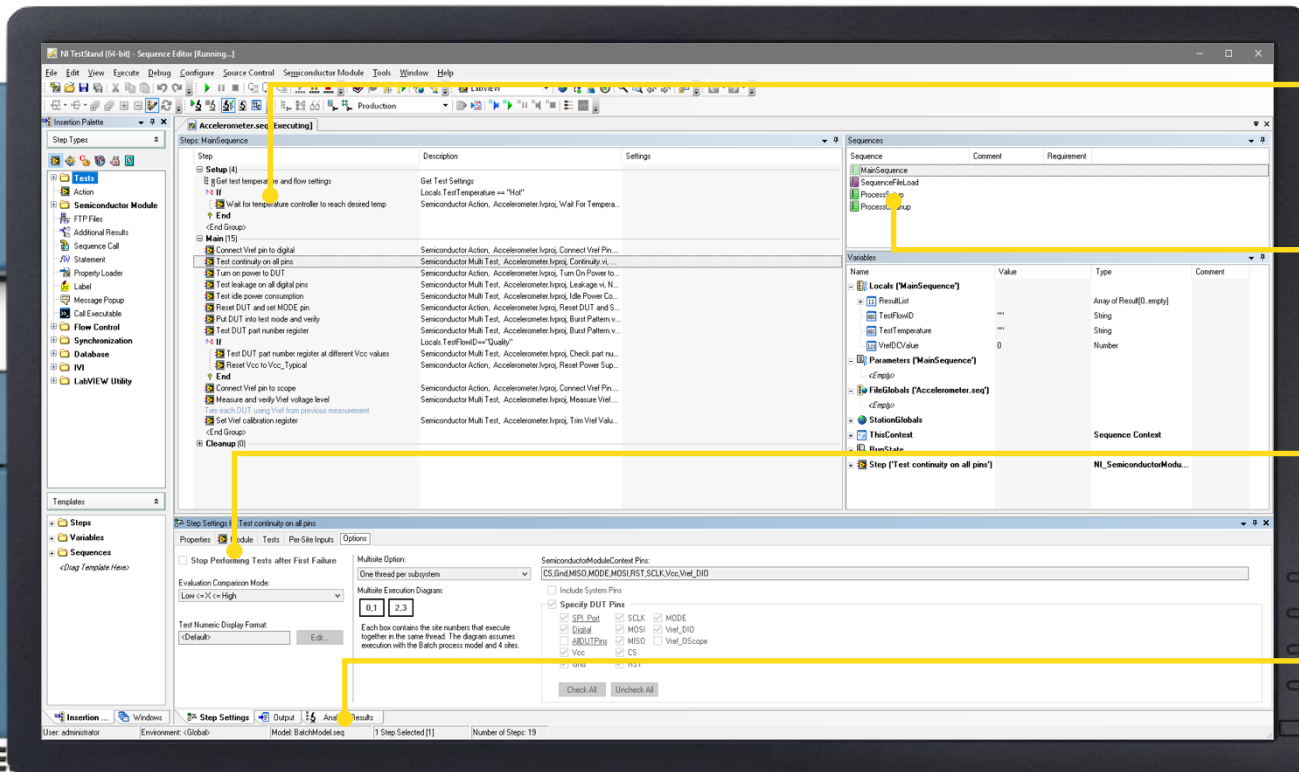 NI TestStand (64-bit) - Sequence Editor [Running...]
File Edit View Execute Debug Configure Source Control Semiconductor Module Tools Window Help
LabVIEW
Production
Insertion Palette
Accelerometer.seq [Executing]
Step Types
Tests
Action
Semiconductor Module
FTP Files
Additional Results
Sequence Call
Statement
Property Loader
Label
Message Popup
Call Executable
Flow Control
Synchronization
Database
IVI
LabVIEW Utility
Templates
Steps
Variables
Sequences
<Drag Template Here>
Insertion ... Windows
Steps: MainSequence
Step Description Settings
Setup (4)
Get test temperature and flow settings Get Test Settings
If Locals.TestTemperature == "Hot"
Wait for temperature controller to reach desired temp Semiconductor Action, Accelerometer.lvproj, Wait For Tempera...
End
<End Group>
Main (15)
Connect Vref pin to digital Semiconductor Action, Accelerometer.lvproj, Connect Vref Pin....
Test continuity on all pins Semiconductor Multi Test, Accelerometer.lvproj, Continuity.vi, ...
Turn on power to DUT Semiconductor Action, Accelerometer.lvproj, Turn On Power to...
Test leakage on all digital pins Semiconductor Multi Test, Accelerometer.lvproj, Leakage.vi, N...
Test idle power consumption Semiconductor Multi Test, Accelerometer.lvproj, Idle Power Co...
Reset DUT and set MODE pin Semiconductor Action, Accelerometer.lvproj, Reset DUT and S...
Put DUT into test mode and verify Semiconductor Multi Test, Accelerometer.lvproj, Burst Pattern.v...
Test DUT part number register Semiconductor Multi Test, Accelerometer.lvproj, Burst Pattern.v...
If Locals.TestFlowID=="Quality"
Test DUT part number register at different Vcc values Semiconductor Multi Test, Accelerometer.lvproj, Check part nu...
Reset Vcc to Vcc_Typical Semiconductor Action, Accelerometer.lvproj, Reset Power Sup...
End
Connect Vref pin to scope Semiconductor Action, Accelerometer.lvproj, Connect Vref Pin....
Measure and verify Vref voltage level Semiconductor Multi Test, Accelerometer.lvproj, Measure Vref....
Trim each DUT using Vref from previous measurement
Set Vref calibration register Semiconductor Multi Test, Accelerometer.lvproj, Trim Vref Valu...
<End Group>
Cleanup (0)
Sequences
Sequence Comment Requirement
MainSequence
SequenceFileLoad
ProcessSetup
ProcessCleanup
Variables
Name Value Type Comment
Locals ('MainSequence')
ResultList Array of Result[0..empty]
TestFlowID "" String
TestTemperature "" String
VrefDCValue 0 Number
Parameters ('MainSequence')
<Empty>
FileGlobals ('Accelerometer.seq')
<Empty>
StationGlobals
ThisContext Sequence Context
RunState
Step ('Test continuity on all pins') NI_SemiconductorModu...
Step Settings for Test continuity on all pins
Properties Module Tests Per-Site Inputs Options
Stop Performing Tests after First Failure
Evaluation Comparison Mode:
Low <= X <= High
Test Numeric Display Format:
<Default> Edit...
Multisite Option:
One thread per subsystem
Multisite Execution Diagram:
0,1 2,3
Each box contains the site numbers that execute
together in the same thread. The diagram assumes
execution with the Batch process model and 4 sites.
SemiconductorModuleContext Pins:
CS,Gnd,MISO,MODE,MOSI,RST,SCLK,Vcc,Vref_DIO
Include System Pins
Specify DUT Pins
SPI_Port SCLK MODE
Digital MOSI Vref_DIO
AllDUTPins MISO Vref_OScope
Vcc CS
Gnd RST
Check All Uncheck All
Step Settings Output Results
User: administrator Environment: <Global> Model: BatchModel.seq 1 Step Selected [1] Number of Steps: 19